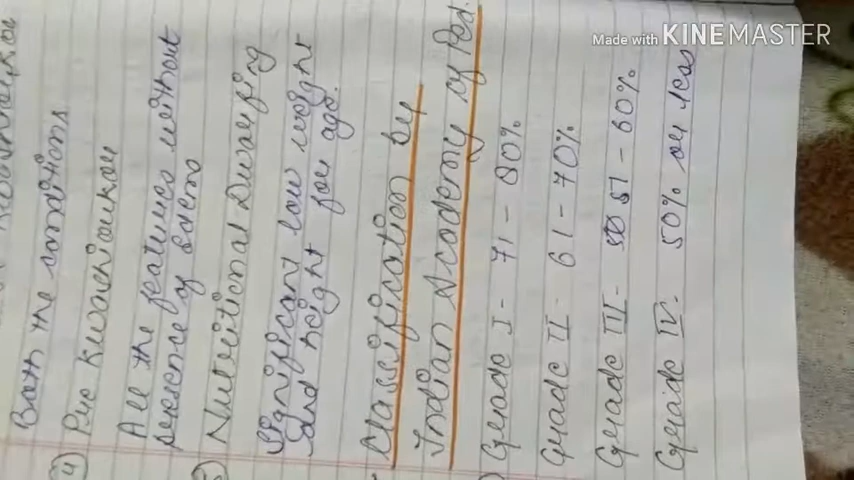 Both the conditions
4) Pre kwashiorkor
All the features without
presence of edema
5) Nutritional Dwarfing
Significant low weight
and height for age.
Classification by
Indian Academy of Ped.
Grade I - 71 - 80%
Grade II - 61 - 70%
Grade III - 51 - 60%
Grade IV - 50% or less
Made with KINEMASTER